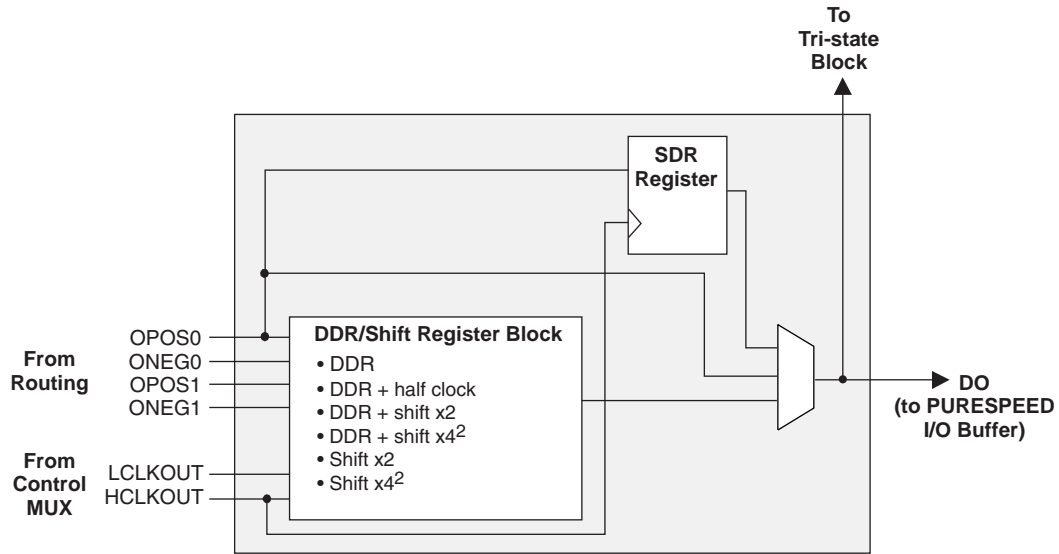 To
Tri-state
Block
SDR
Register
DDR/Shift Register Block
• DDR
• DDR + half clock
• DDR + shift x2
• DDR + shift x4²
• Shift x2
• Shift x4²
From
Routing
OPOS0
ONEG0
OPOS1
ONEG1
From
Control
MUX
LCLKOUT
HCLKOUT
DO
(to PURESPEED
I/O Buffer)